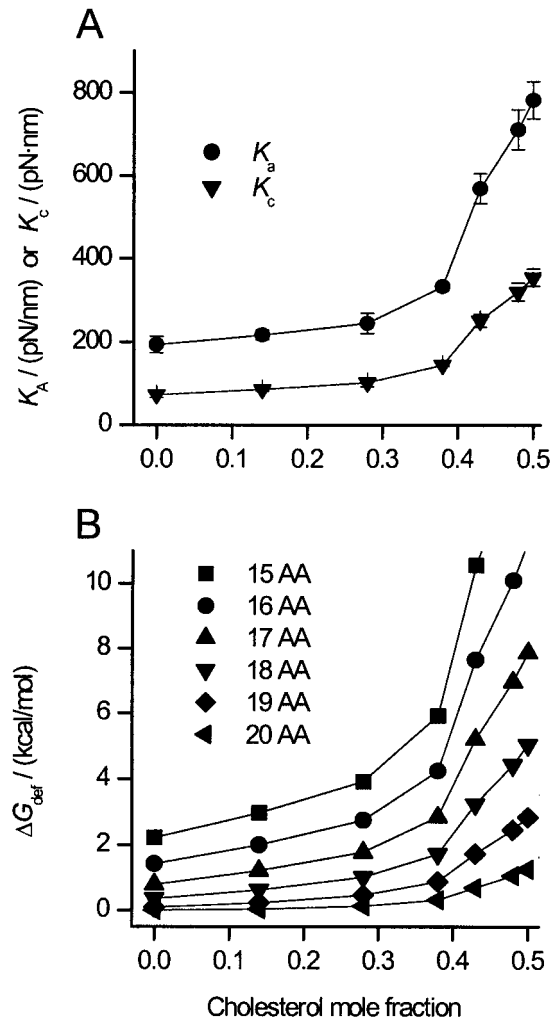 A
K_A / (pN/nm) or K_c / (pN·nm)
800
600
400
200
0
K_a
K_c
0.0 0.1 0.2 0.3 0.4 0.5
B
ΔG_def / (kcal/mol)
10
8
6
4
2
0
15 AA
16 AA
17 AA
18 AA
19 AA
20 AA
0.0 0.1 0.2 0.3 0.4 0.5
Cholesterol mole fraction